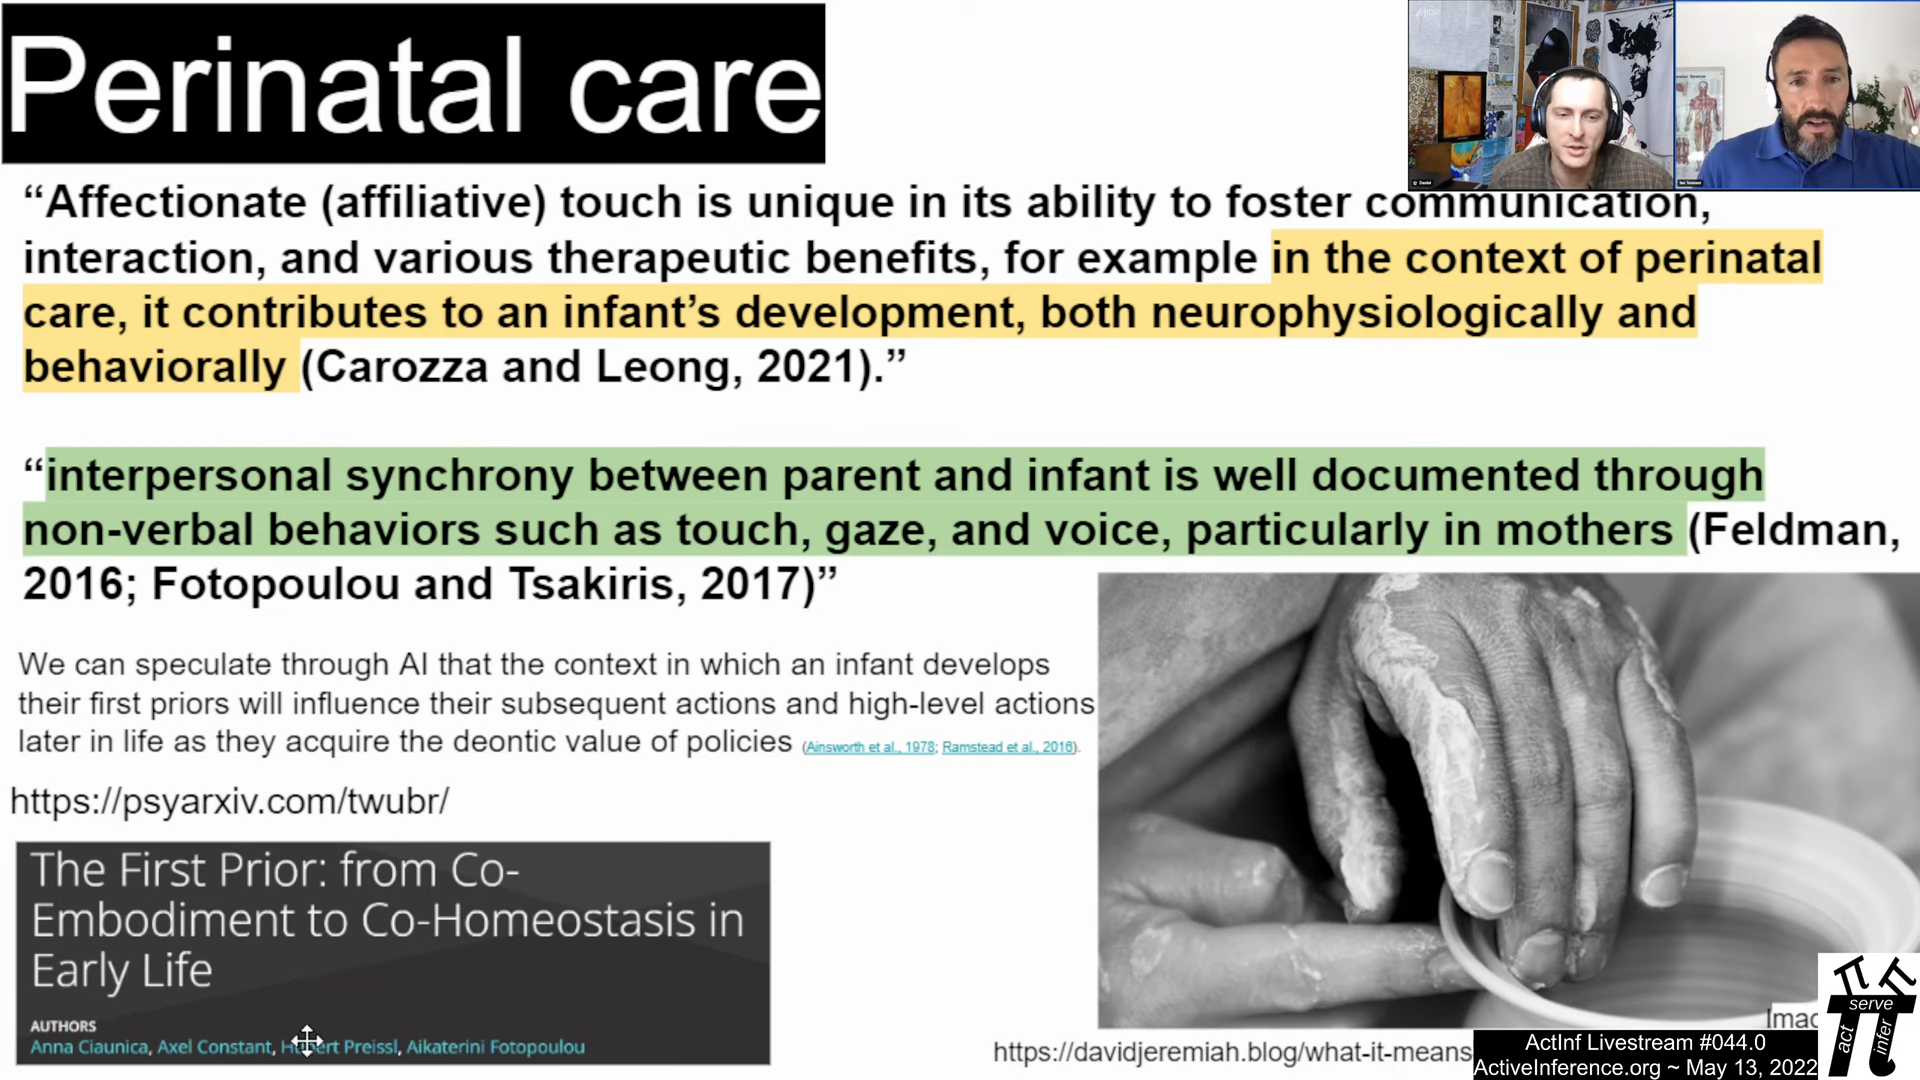 Perinatal care
“Affectionate (affiliative) touch is unique in its ability to foster communication,
interaction, and various therapeutic benefits, for example in the context of perinatal
care, it contributes to an infant’s development, both neurophysiologically and
behaviorally (Carozza and Leong, 2021).”
“interpersonal synchrony between parent and infant is well documented through
non-verbal behaviors such as touch, gaze, and voice, particularly in mothers (Feldman,
2016; Fotopoulou and Tsakiris, 2017)”
We can speculate through AI that the context in which an infant develops
their first priors will influence their subsequent actions and high-level actions
later in life as they acquire the deontic value of policies (Ainsworth et al., 1978; Ramstead et al., 2016).
https://psyarxiv.com/twubr/
The First Prior: from Co-
Embodiment to Co-Homeostasis in
Early Life
AUTHORS
Anna Ciaunica, Axel Constant, Hubert Preissl, Aikaterini Fotopoulou
https://davidjeremiah.blog/what-it-means
serve
act
infer
ActInf Livestream #044.0
ActiveInference.org ~ May 13, 2022